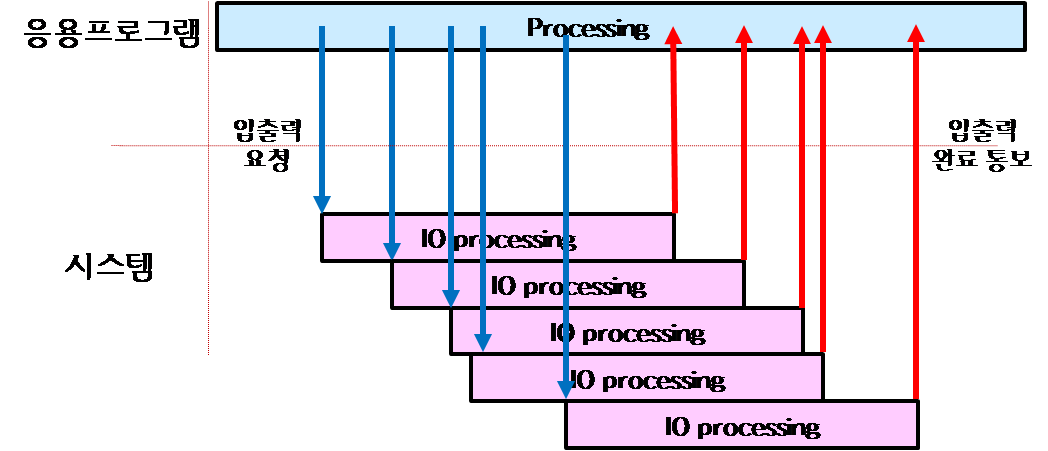 응용프로그램
Processing
입출력
요청
입출력
완료 통보
시스템
IO processing
IO processing
IO processing
IO processing
IO processing